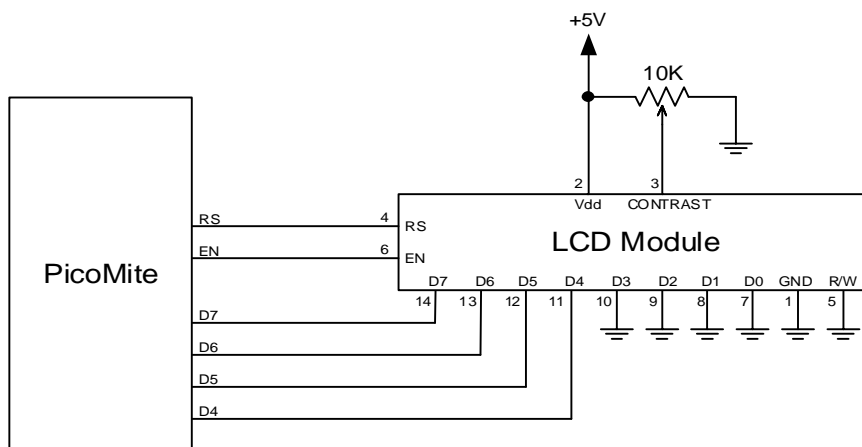 +5V
10K
2 3
Vdd CONTRAST
RS 4 RS
LCD Module
EN 6 EN
PicoMite
D7 D6 D5 D4 D3 D2 D1 D0 GND R/W
14 13 12 11 10 9 8 7 1 5
D7
D6
D5
D4